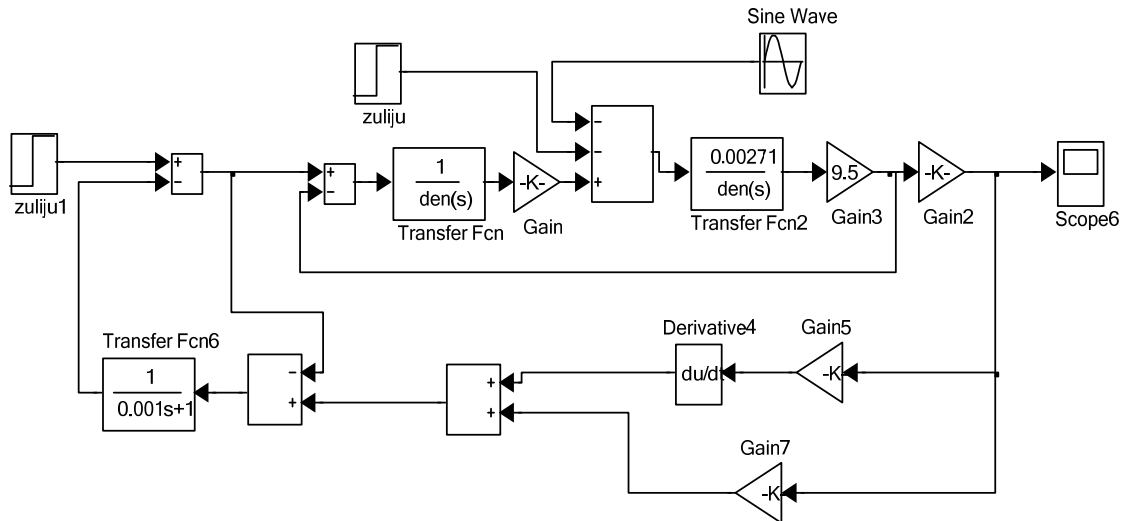 Sine Wave
zuliju
zuliju1
+
−
+
−
1
den(s)
Transfer Fcn
-K-
Gain
−
−
+
0.00271
den(s)
Transfer Fcn2
9.5
Gain3
-K-
Gain2
Scope6
Transfer Fcn6
1
0.001s+1
−
+
+
+
Derivative4
du/dt
Gain5
-K
Gain7
-K